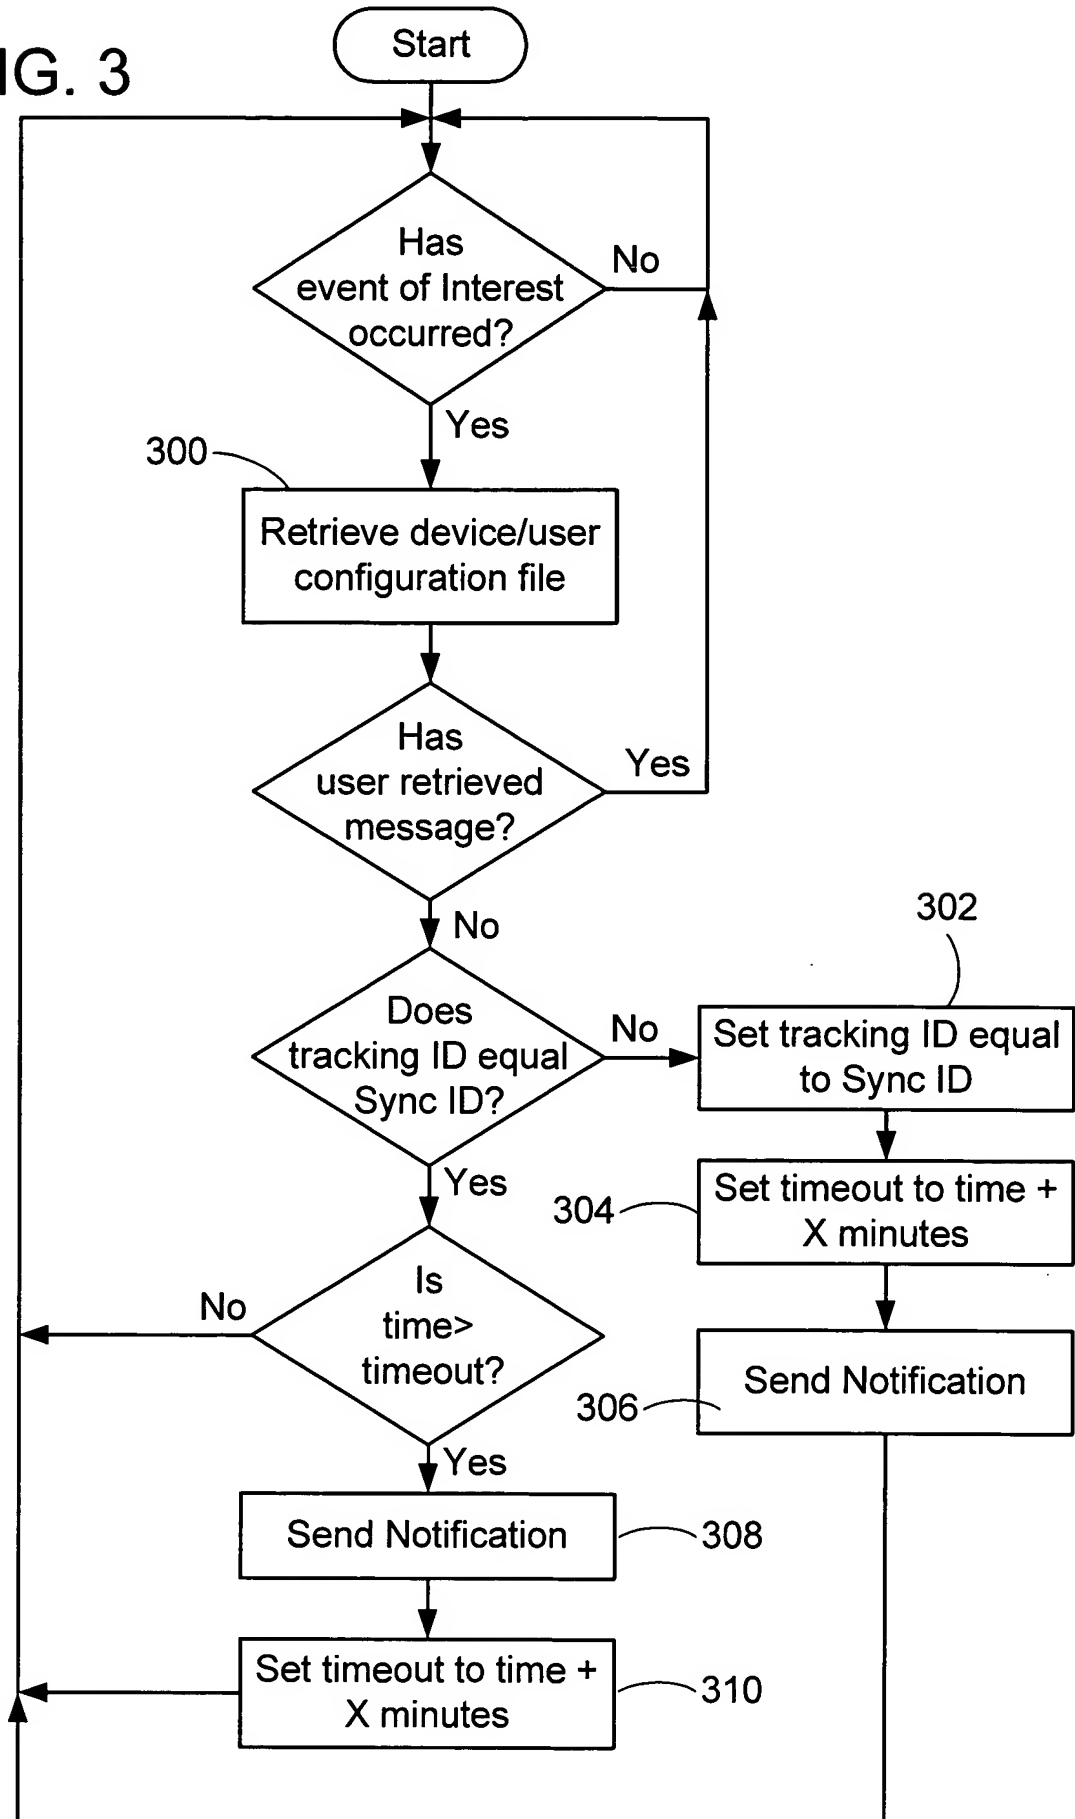 IG. 3
Start
Has
event of Interest
occurred?
No
Yes
300
Retrieve device/user
configuration file
Has
user retrieved
message?
Yes
No
302
Does
tracking ID equal
Sync ID?
No
Set tracking ID equal
to Sync ID
Yes
304
Set timeout to time +
X minutes
Is
time>
timeout?
No
306
Send Notification
Yes
Send Notification
308
Set timeout to time +
X minutes
310